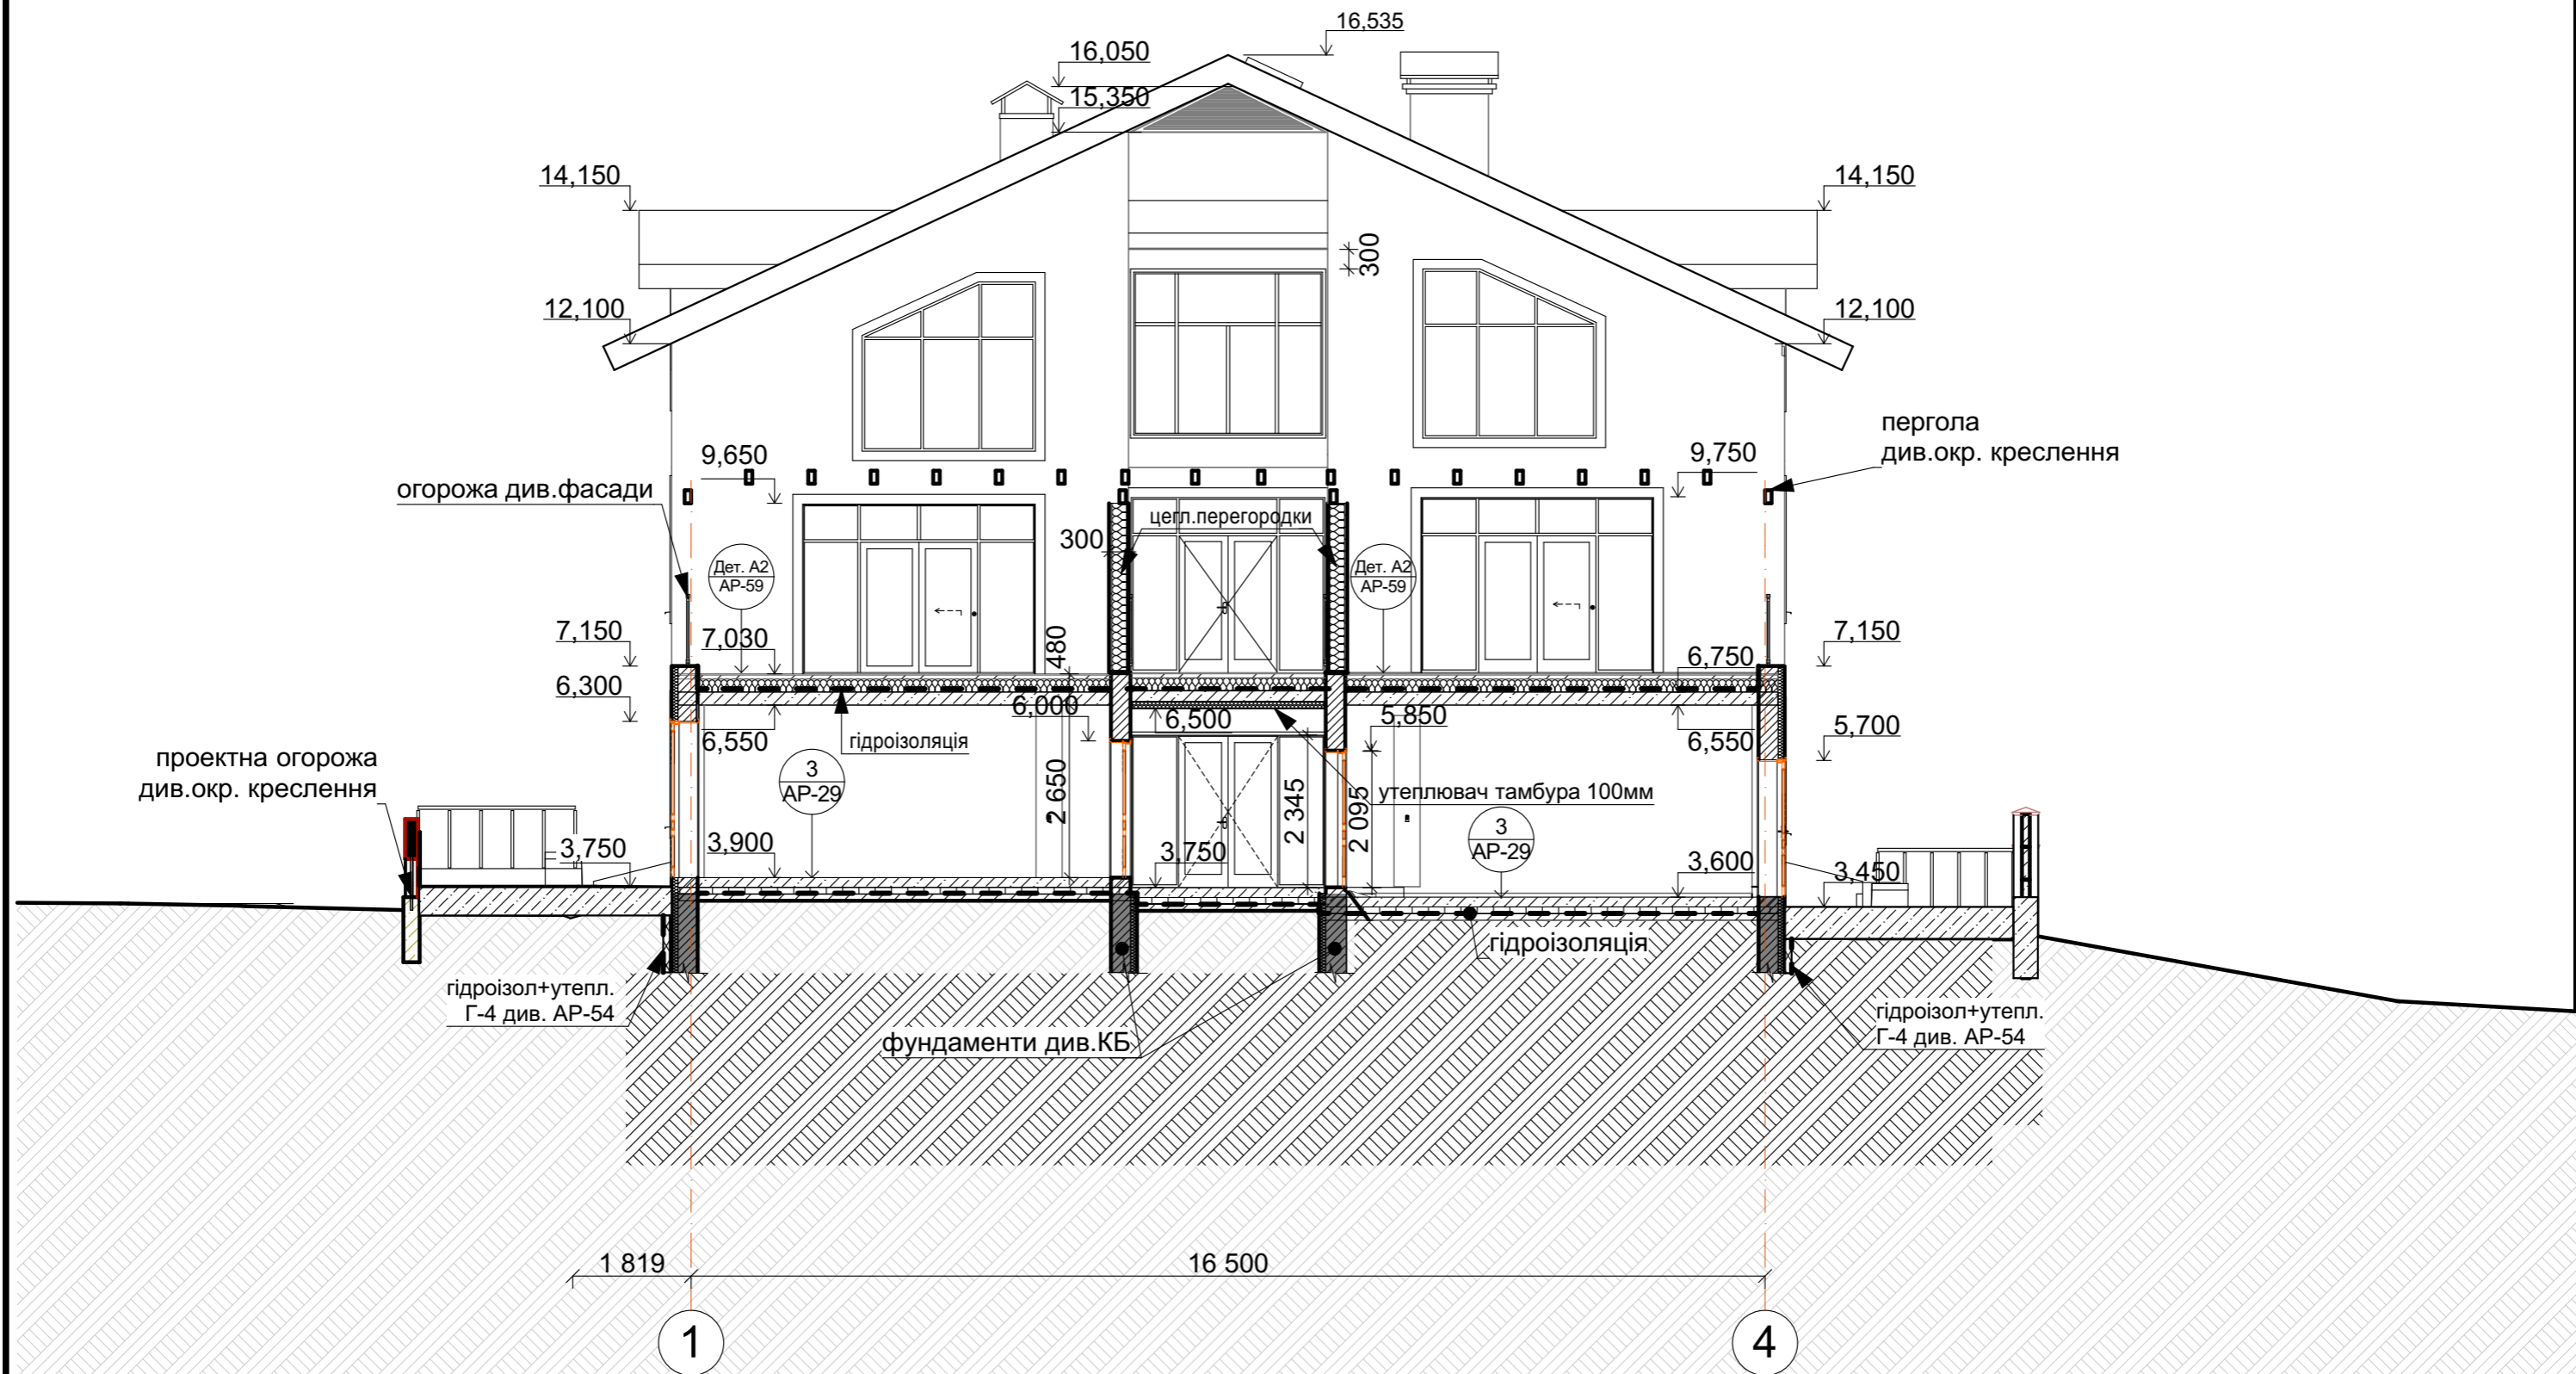 16,535
16,050
15,350
14,150
14,150
300
12,100
12,100
пергола
див.окр. креслення
9,650
9,750
огорожа див.фасади
цегл.перегородки
300
Дет. А2
АР-59
Дет. А2
АР-59
7,150
7,030
480
6,750
7,150
6,300
6,000
6,500
5,850
6,550
гідроізоляція
6,550
5,700
проектна огорожа
див.окр. креслення
3
АР-29
2 650
2 345
2 095
утеплювач тамбура 100мм
3
АР-29
3,750
3,900
3,750
3,600
3,450
гідроізоляція
гідроізол+утепл.
Г-4 див. АР-54
фундаменти див.КБ
гідроізол+утепл.
Г-4 див. АР-54
1 819
16 500
1
4